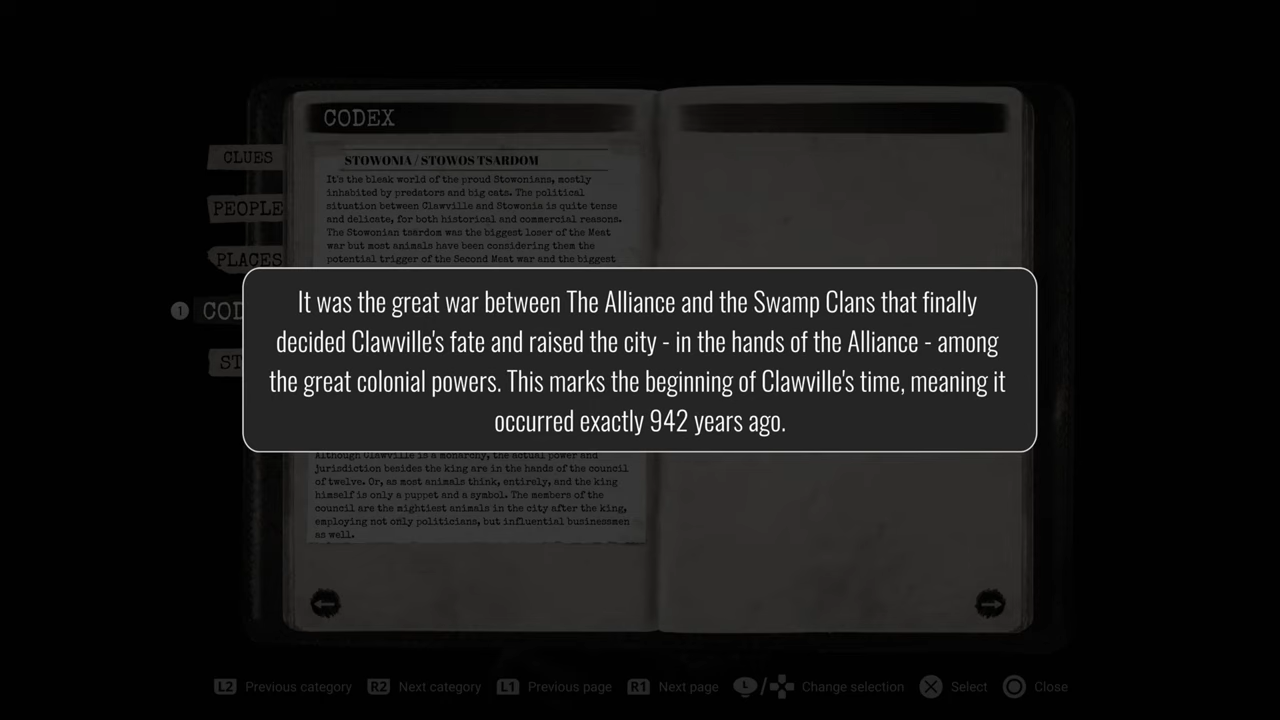 CODEX
CLUES
PEOPLE
PLACES
1 COD
ST
STOWONIA / STOWOS TSARDOM
It's the bleak world of the proud Stowonians, mostly
inhabited by predators and big cats. The political
situation between Clawville and Stowonia is quite tense
and delicate, for both historical and commercial reasons.
The Stowonian tsardom was the biggest loser of the Meat
war but most animals have been considering them the
potential trigger of the Second Meat war and the biggest
It was the great war between The Alliance and the Swamp Clans that finally
decided Clawville's fate and raised the city - in the hands of the Alliance - among
the great colonial powers. This marks the beginning of Clawville's time, meaning it
occurred exactly 942 years ago.
Although Clawville is a monarchy, the actual power and
jurisdiction besides the king are in the hands of the council
of twelve. Or, as most animals think, entirely, and the king
himself is only a puppet and a symbol. The members of the
council are the mightiest animals in the city after the king,
employing not only politicians, but influential businessmen
as well.
L2 Previous category R2 Next category L1 Previous page R1 Next page L / Change selection Select Close